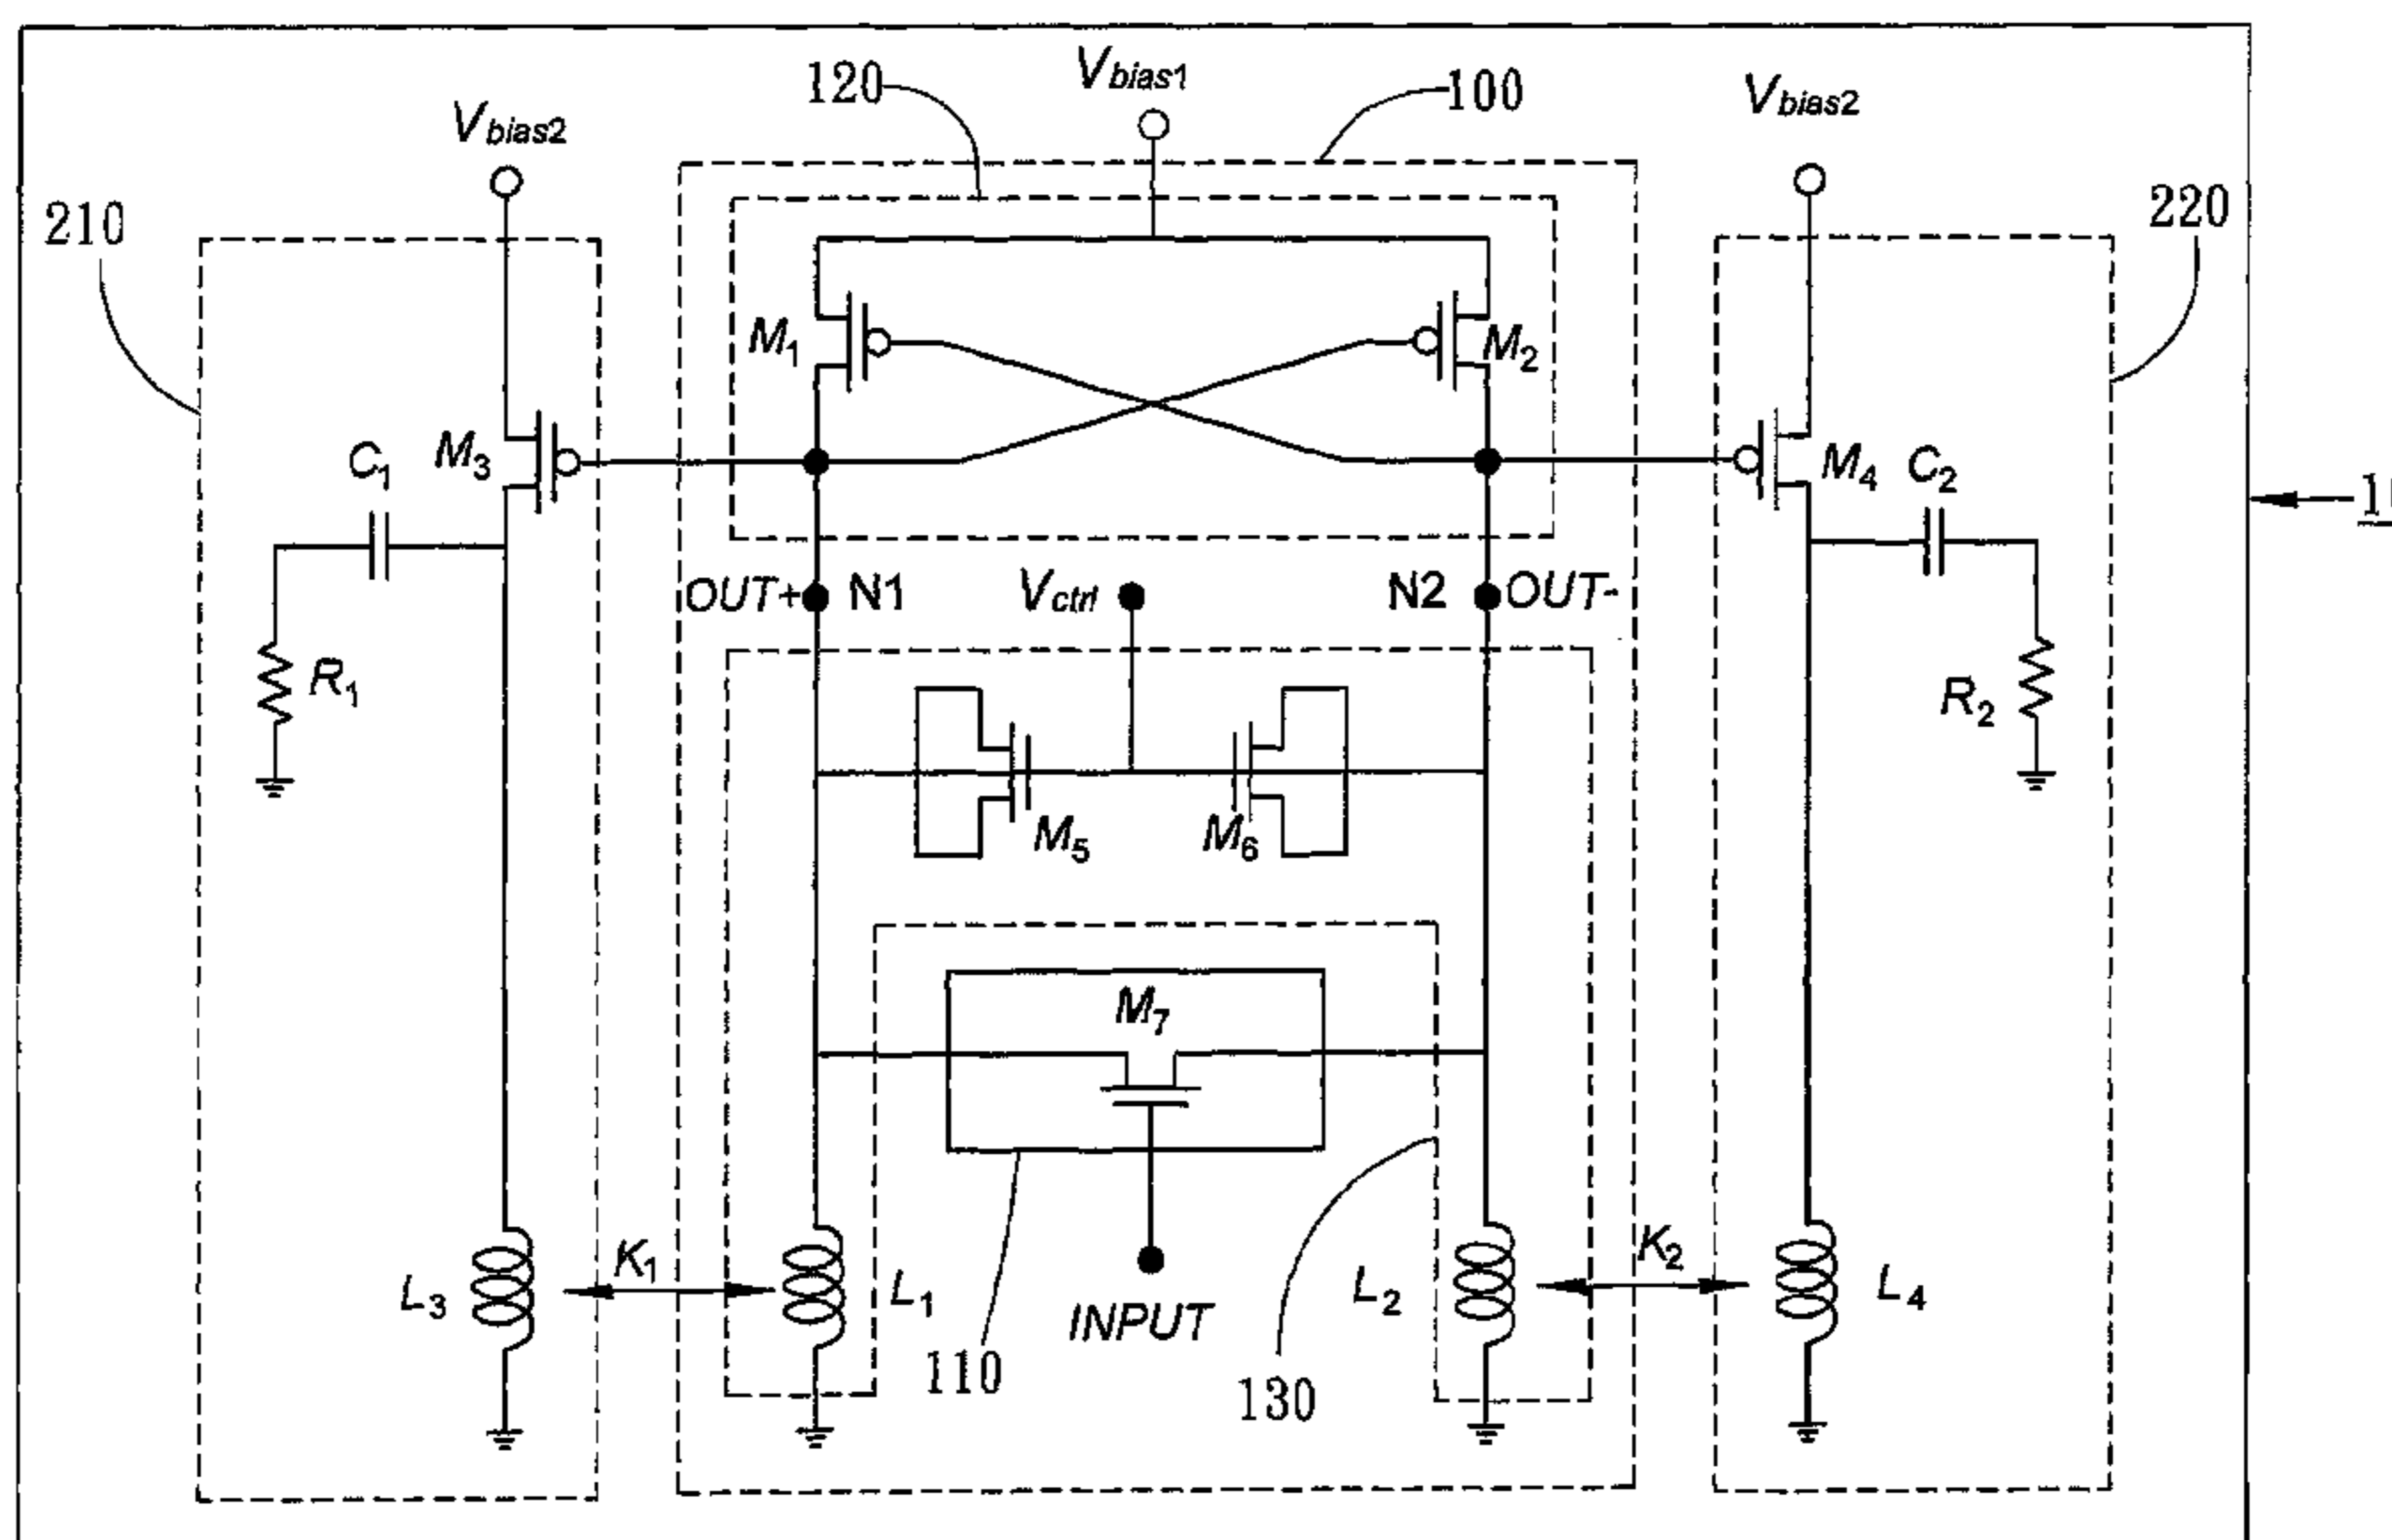 120
Vbias1
100
Vbias2
Vbias2
210
220
M1
M2
C1
M3
M4
C2
OUT+
N1
Vctrl
N2
OUT-
R1
R2
M5
M6
M7
K1
K2
L3
L1
L2
L4
INPUT
110
130